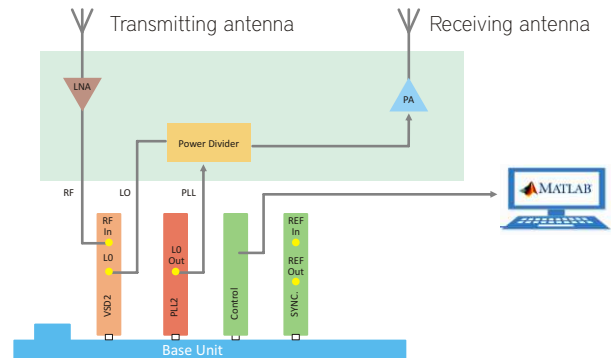 Transmitting antenna
Receiving antenna
LNA
PA
Power Divider
RF
LO
PLL
MATLAB
RF
In
L0
VSD2
L0
Out
PLL2
Control
REF
In
REF
Out
SYNC.
Base Unit